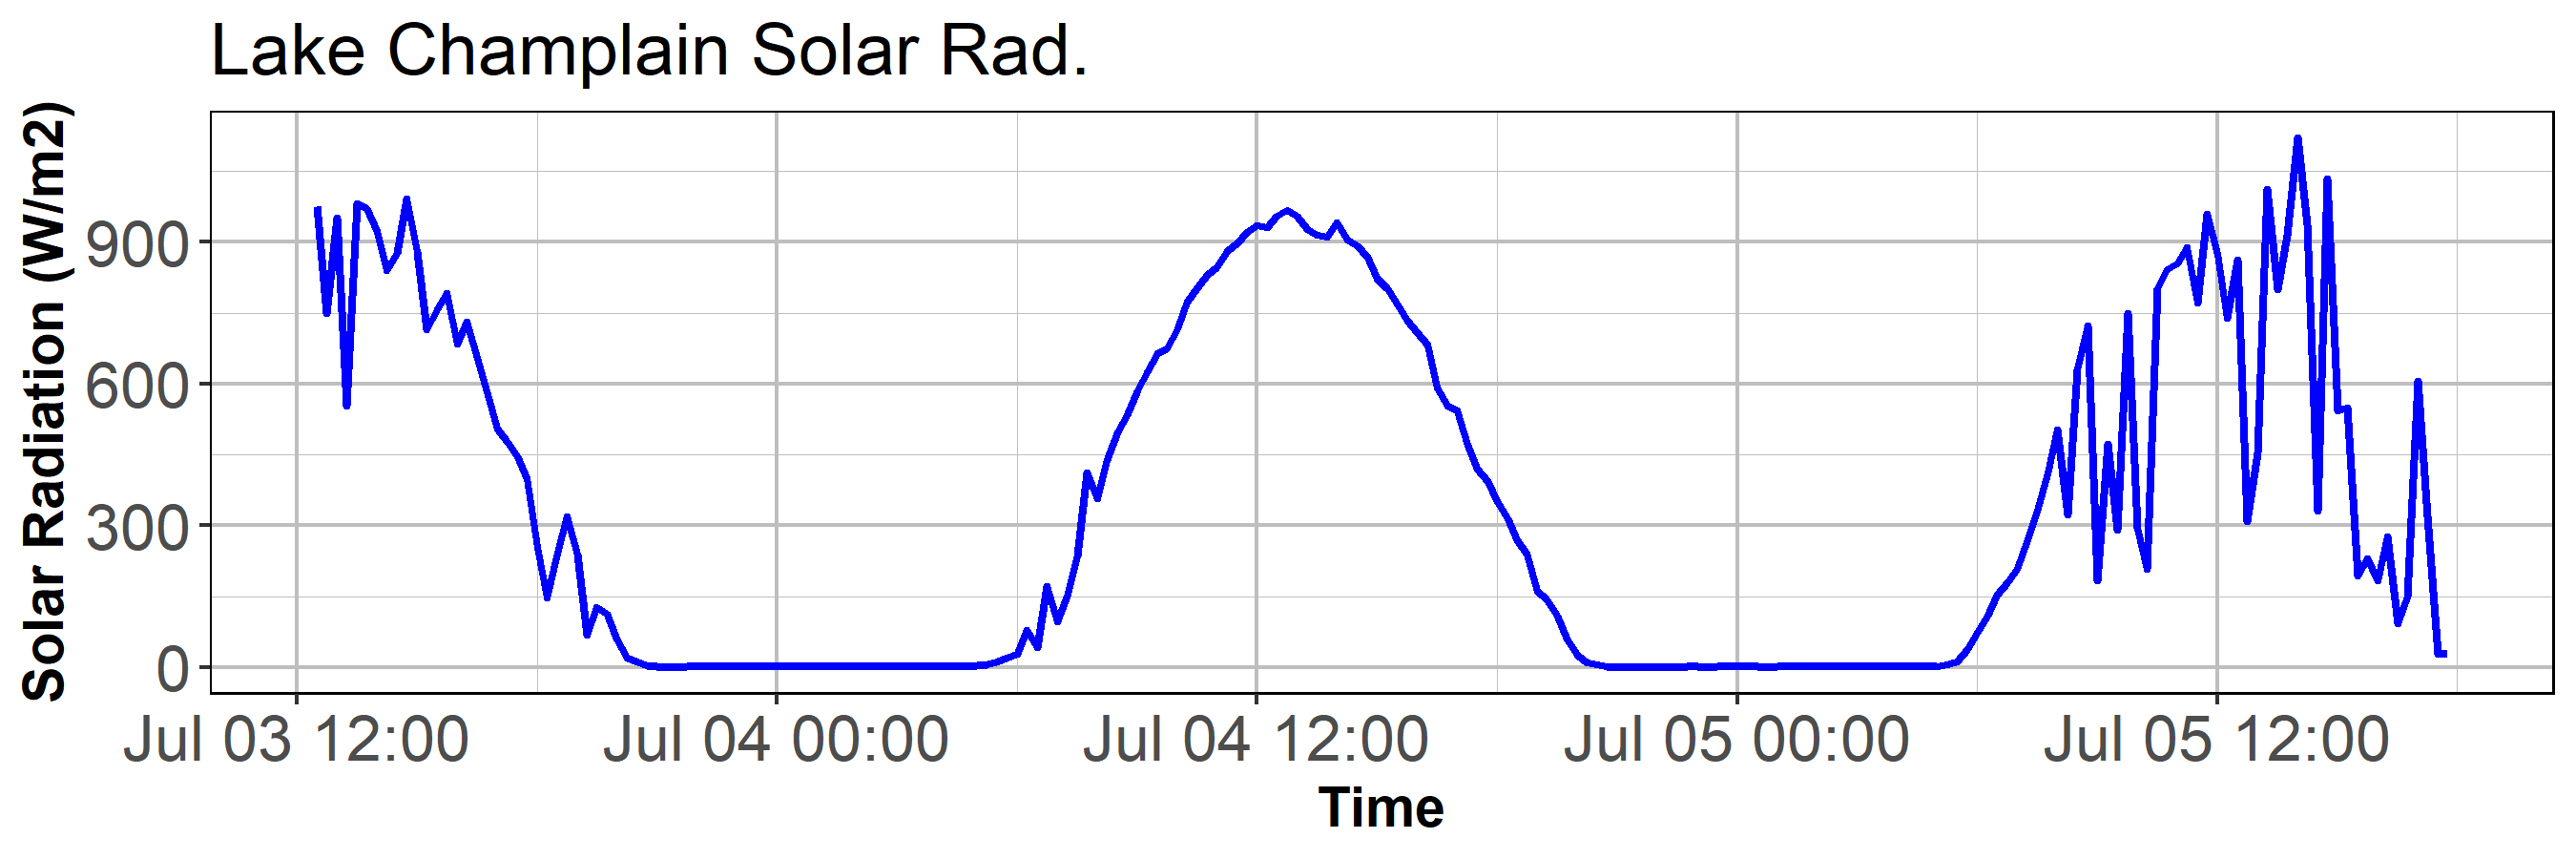 Lake Champlain Solar Rad.
Solar Radiation (W/m2)
900
600
300
0
Jul 03 12:00 Jul 04 00:00 Jul 04 12:00 Jul 05 00:00 Jul 05 12:00
Time